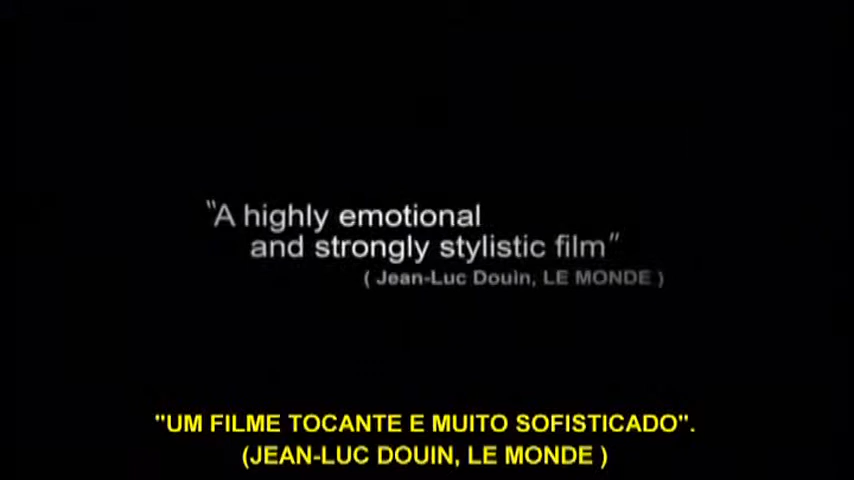 "A highly emotional
and strongly stylistic film"
( Jean-Luc Douin, LE MONDE )
"UM FILME TOCANTE E MUITO SOFISTICADO".
(JEAN-LUC DOUIN, LE MONDE )